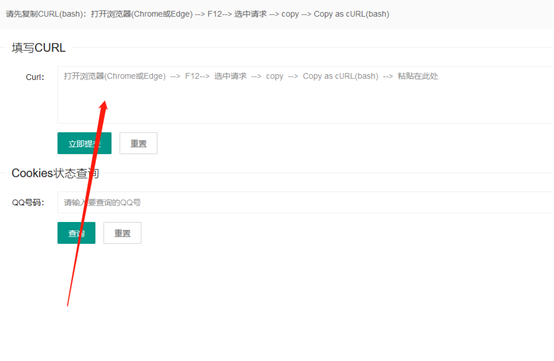 请先复制CURL(bash)：打开浏览器(Chrome或Edge) --> F12--> 选中请求 --> copy --> Copy as cURL(bash)
填写CURL
Curl：
打开浏览器(Chrome或Edge) --> F12--> 选中请求 --> copy --> Copy as cURL(bash) --> 粘贴在此处
立即提交 重置
Cookies状态查询
QQ号码：
请输入要查询的QQ号
查询 重置